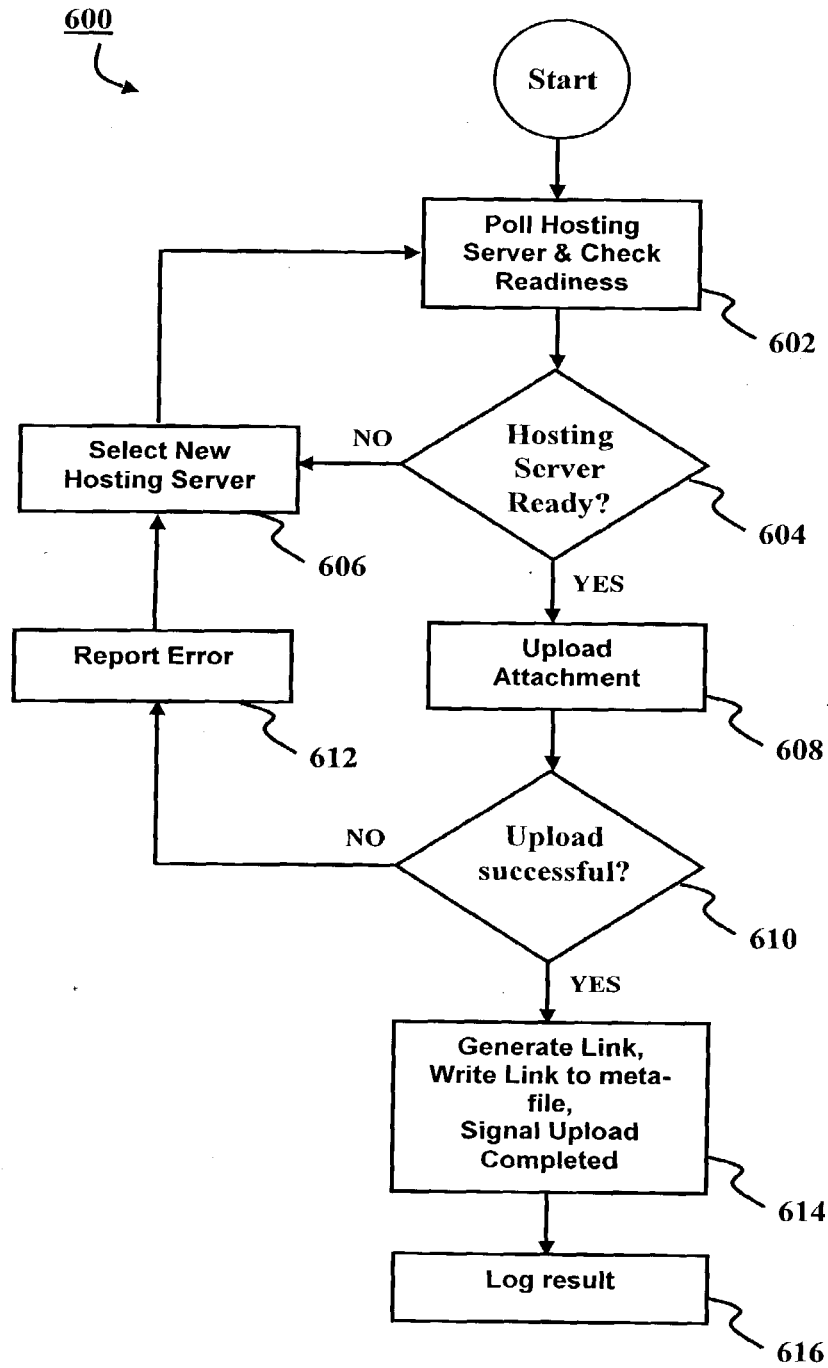 600
Start
Poll Hosting
Server & Check
Readiness
602
NO
Hosting
Server
Ready?
604
Select New
Hosting Server
606
YES
Report Error
612
Upload
Attachment
608
NO
Upload
successful?
610
YES
Generate Link,
Write Link to meta-
file,
Signal Upload
Completed
614
Log result
616